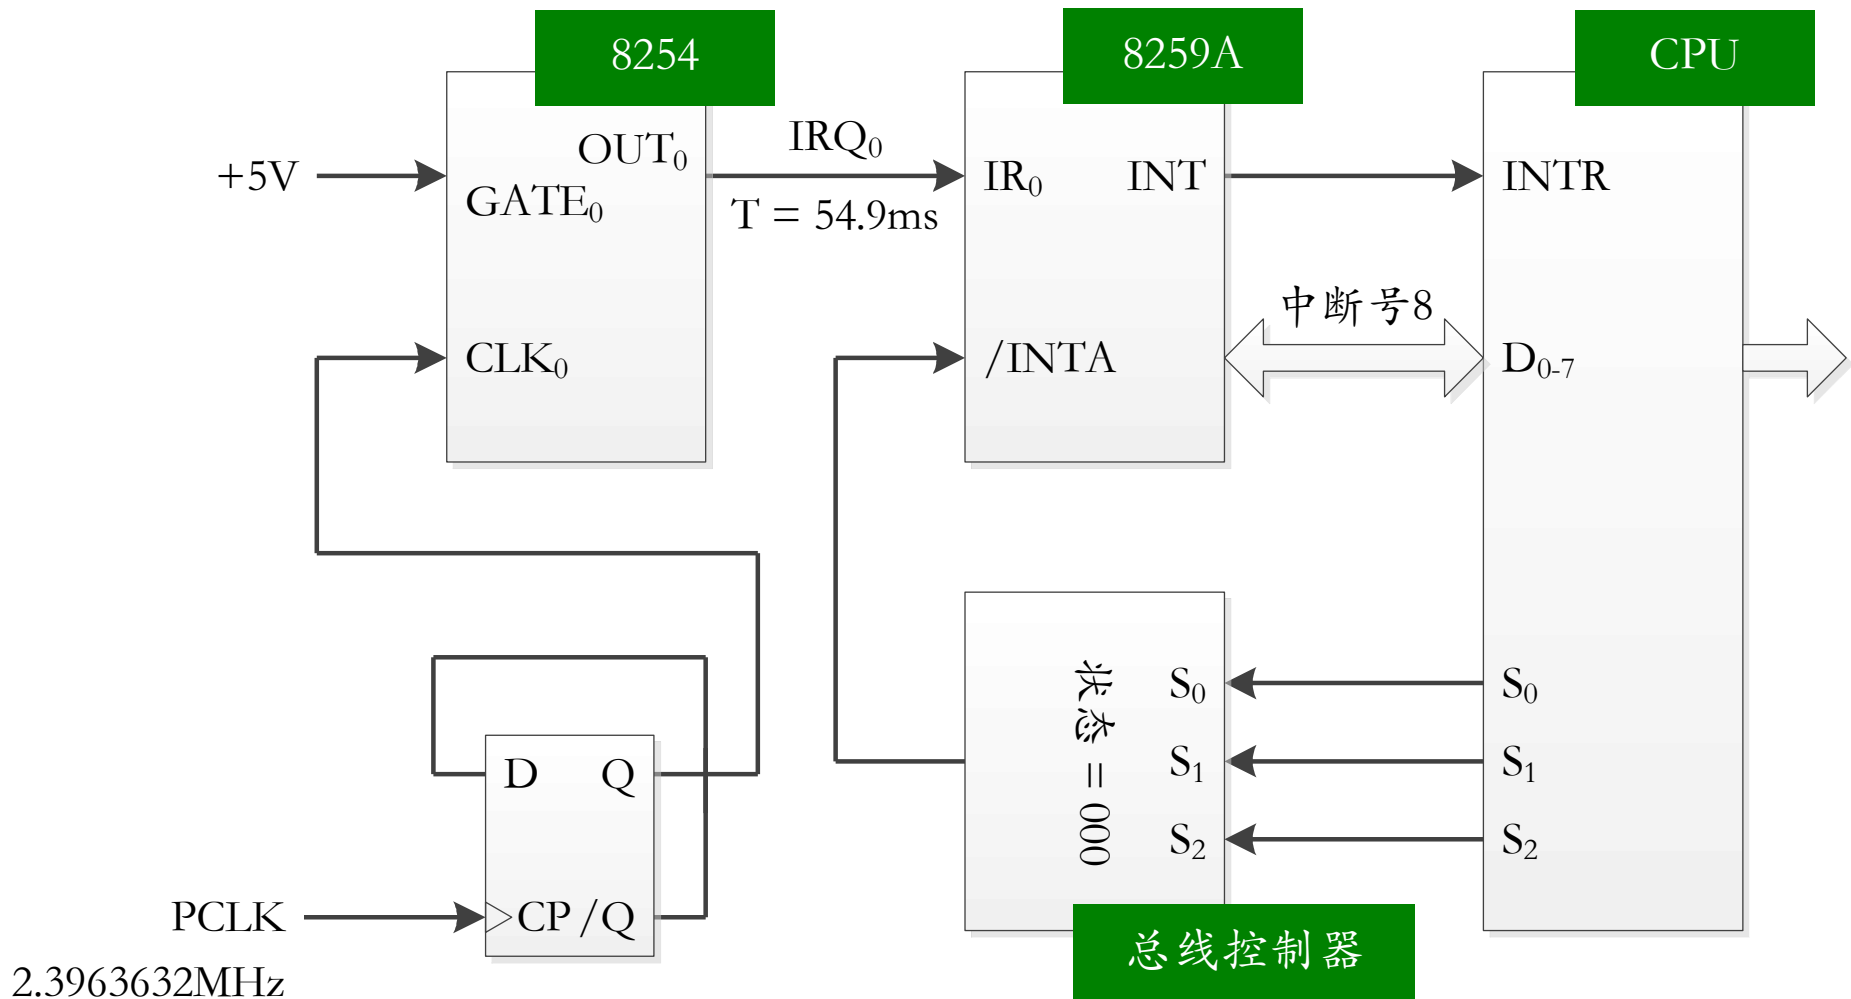 8254
8259A
CPU
+5V
GATE₀
OUT₀
IRQ₀
T = 54.9ms
IR₀
INT
INTR
CLK₀
/INTA
中断号8
D₀₋₇
D
Q
CP
/Q
PCLK
2.3963632MHz
状态 = 000
S₀
S₁
S₂
S₀
S₁
S₂
总线控制器